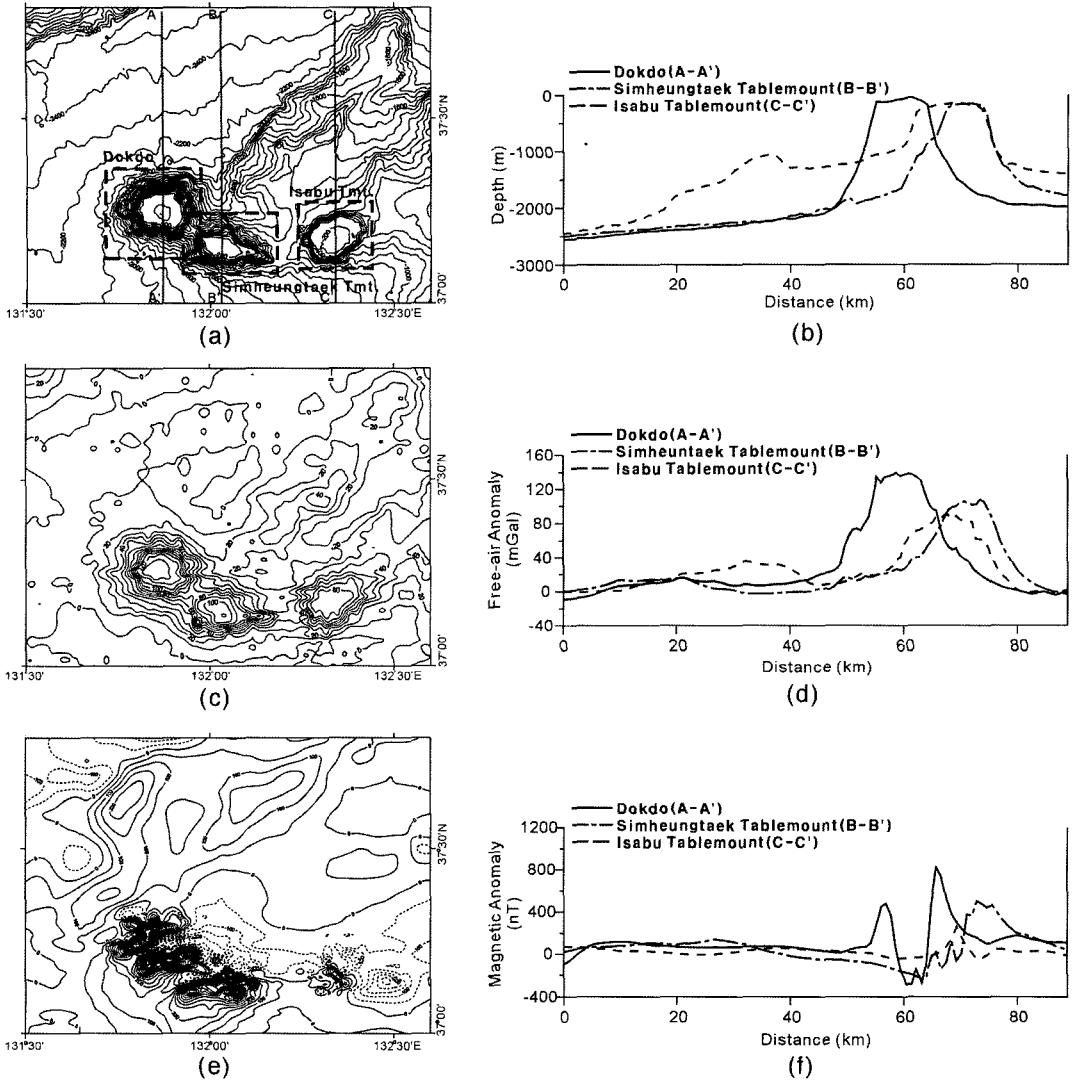 A B C
Dokdo
Isabu Tmt.
Simheungtaek Tmt.
A' B' C'
37°30'N
37°00'
131°30' 132°00' 132°30'E
(a)
Dokdo(A-A')
Simheungtaek Tablemount(B-B')
Isabu Tablemount(C-C')
0
-1000
-2000
-3000
Depth (m)
0 20 40 60 80
Distance (km)
(b)
37°30'N
37°00'
131°30' 132°00' 132°30'E
(c)
Dokdo(A-A')
Simheuntaek Tablemount(B-B')
Isabu Tablemount(C-C')
160
120
80
40
0
-40
Free-air Anomaly
(mGal)
0 20 40 60 80
Distance (km)
(d)
37°30'N
37°00'
131°30' 132°00' 132°30'E
(e)
Dokdo(A-A')
Simheungtaek Tablemount(B-B')
Isabu Tablemount(C-C')
1200
800
400
0
-400
Magnetic Anomaly
(nT)
0 20 40 60 80
Distance (km)
(f)